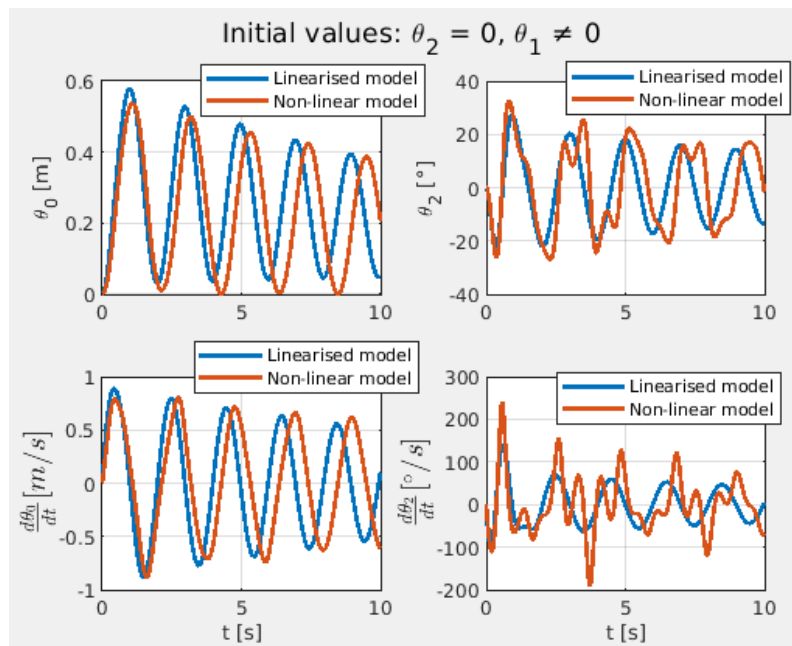 Initial values: θ₂ = 0, θ₁ ≠ 0
Linearised model
Non-linear model
θ₀ [m]
0.6
0.4
0.2
0
0
5
10
Linearised model
Non-linear model
θ₂ [°]
40
20
0
-20
-40
0
5
10
Linearised model
Non-linear model
dθ₀/dt [m/s]
1
0.5
0
-0.5
-1
0
5
10
t [s]
Linearised model
Non-linear model
dθ₂/dt [°/s]
300
200
100
0
-100
-200
0
5
10
t [s]